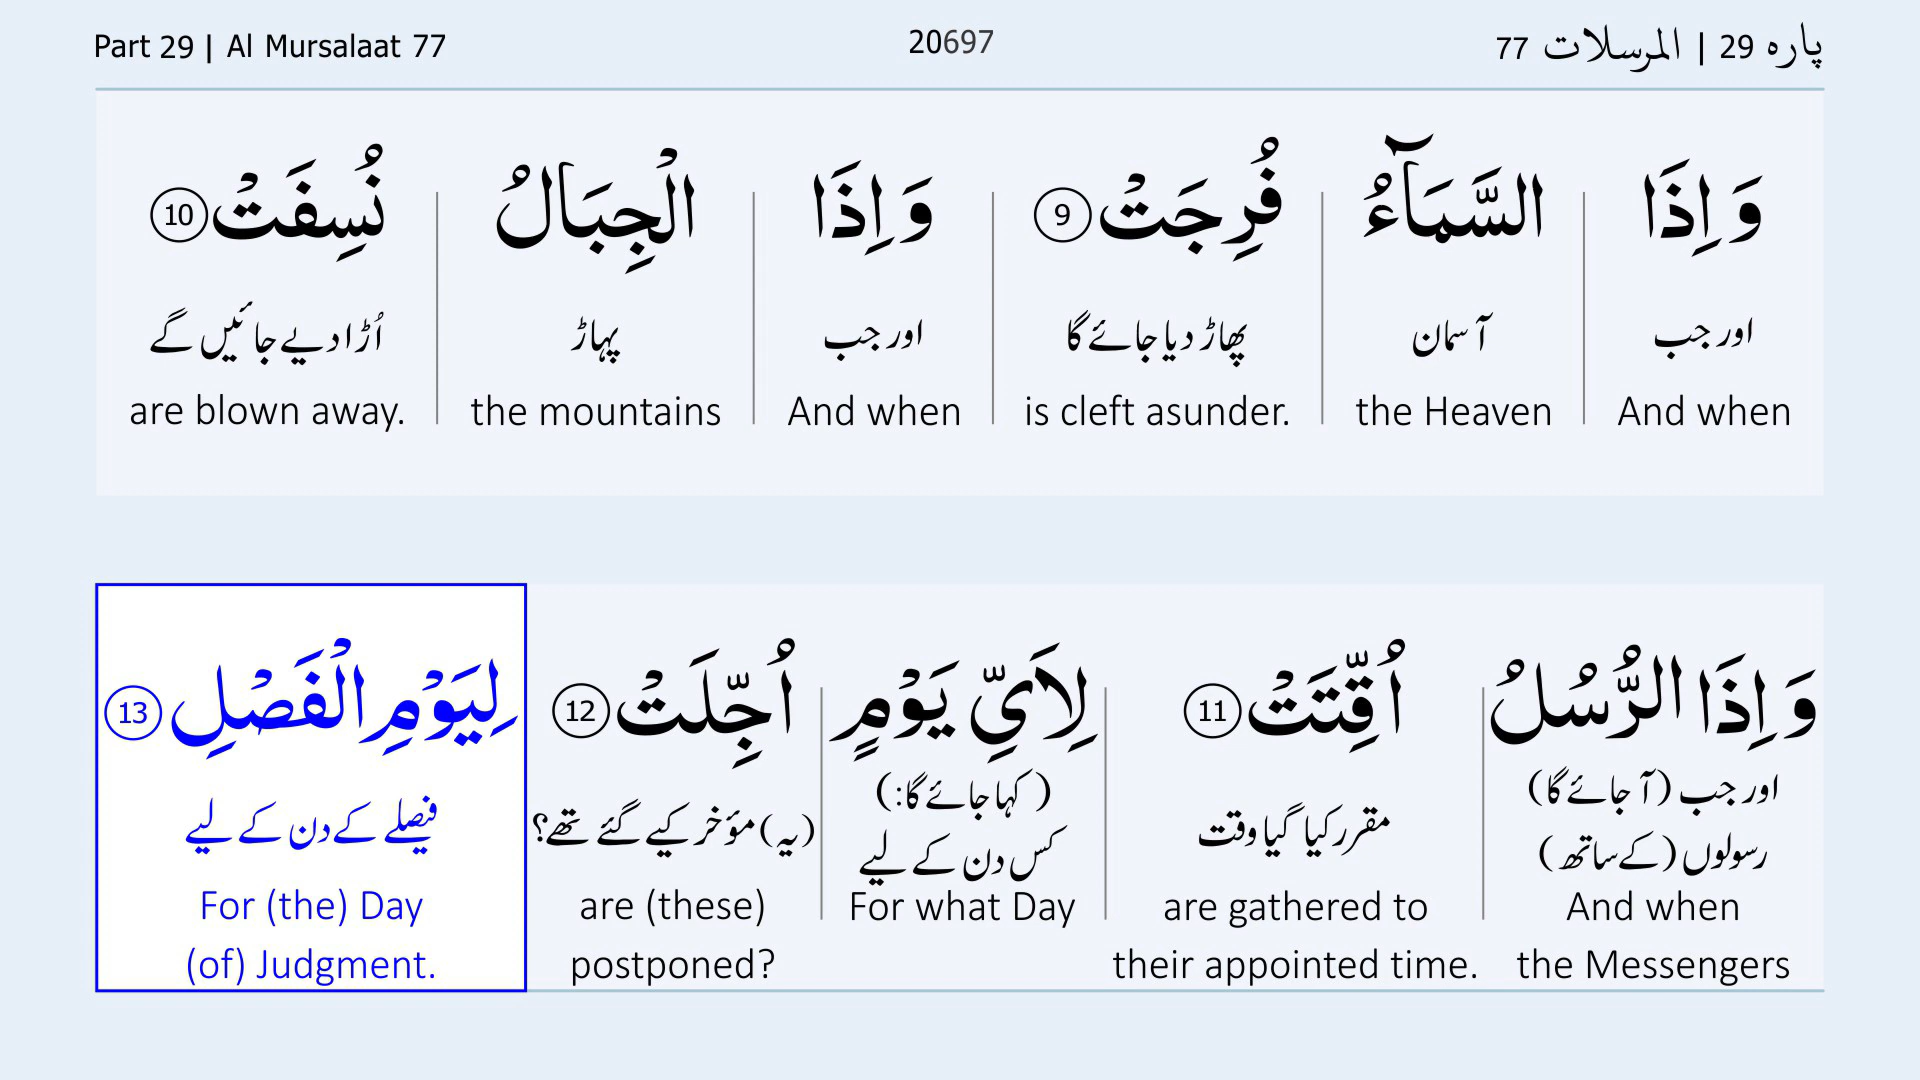 Part 29 | Al Mursalaat 77
20697
پارہ 29 | المرسلات 77
وَ اِذَا السَّمَآءُ فُرِجَتْ 9 وَ اِذَا الْجِبَالُ نُسِفَتْ 10
اور جب آسمان پھاڑ دیا جائے گا اور جب پہاڑ اُڑا دیے جائیں گے
And when the Heaven is cleft asunder. And when the mountains are blown away.
وَ اِذَا الرُّسُلُ اُقِّتَتْ 11 لِاَىِّ يَوْمٍ اُجِّلَتْ 12 لِيَوْمِ الْفَصْلِ 13
اور جب (آ جائے گا)
رسولوں (کے ساتھ)
مقرر کیا گیا وقت
(کہا جائے گا:)
کس دن کے لیے
(یہ) مؤخر کیے گئے تھے؟
فیصلے کے دن کے لیے
And when
the Messengers
are gathered to
their appointed time.
For what Day
are (these)
postponed?
For (the) Day
(of) Judgment.